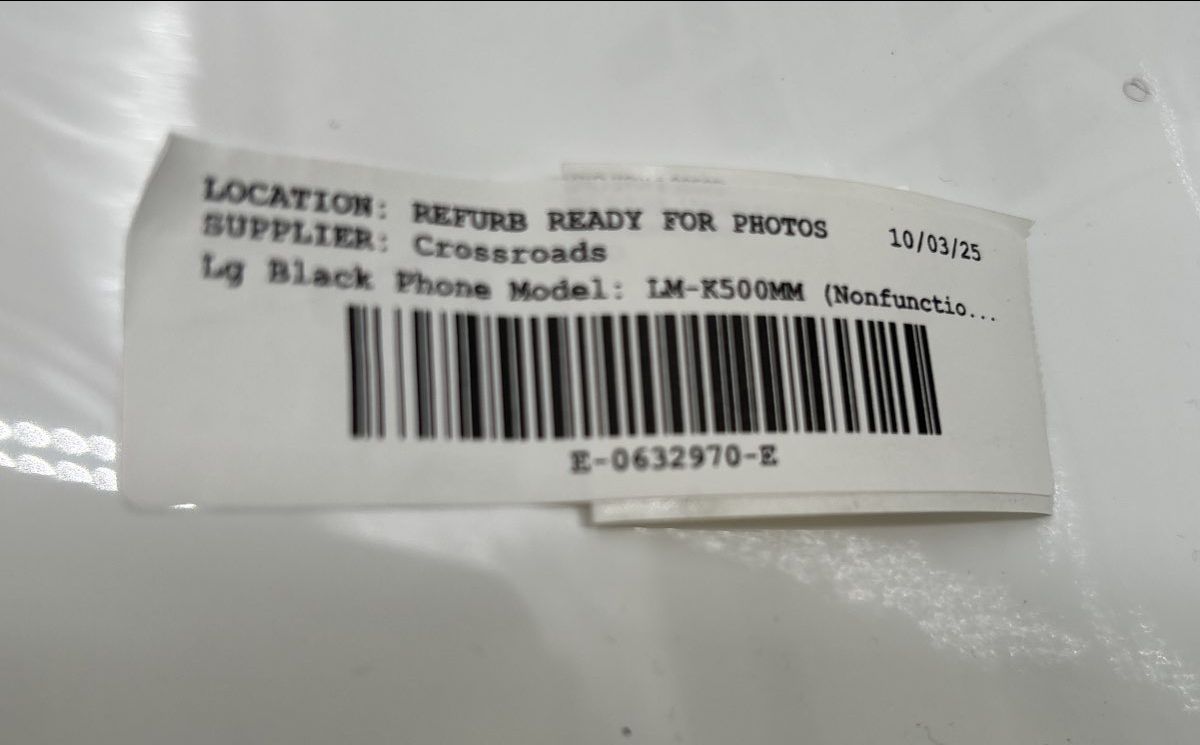 LOCATION: REFURB READY FOR PHOTOS 10/03/25
SUPPLIER: Crossroads
Lg Black Phone Model: LM-K500MM (Nonfunctio...
E-0632970-E